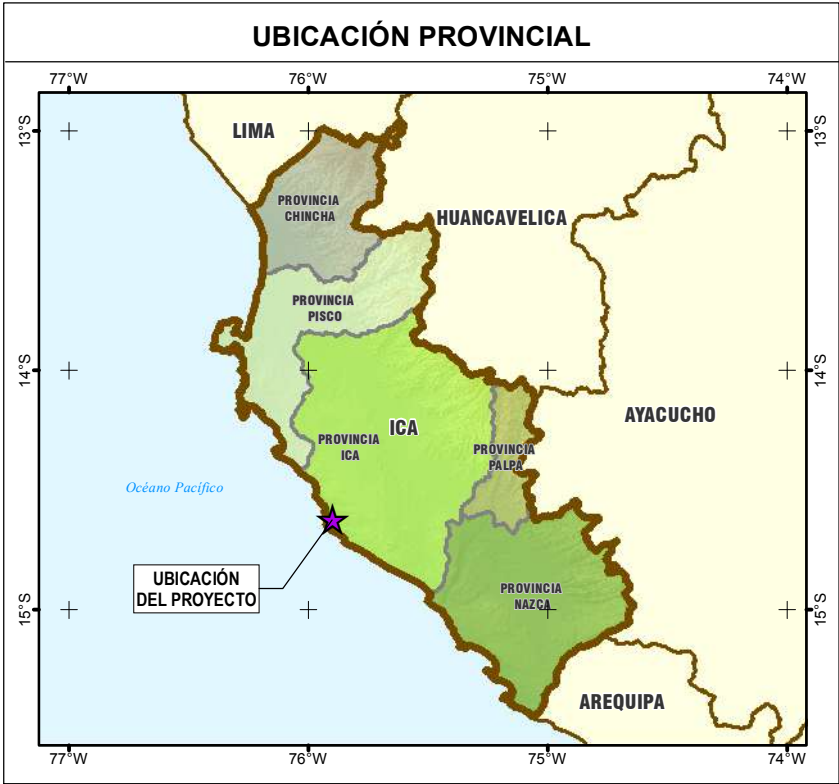 UBICACIÓN PROVINCIAL
77°W
76°W
75°W
74°W
13°S
13°S
LIMA
PROVINCIA
CHINCHA
HUANCAVELICA
PROVINCIA
PISCO
14°S
14°S
ICA
AYACUCHO
PROVINCIA
ICA
PROVINCIA
PALPA
Océano Pacífico
UBICACIÓN
DEL PROYECTO
PROVINCIA
NAZCA
15°S
15°S
AREQUIPA
77°W
76°W
75°W
74°W